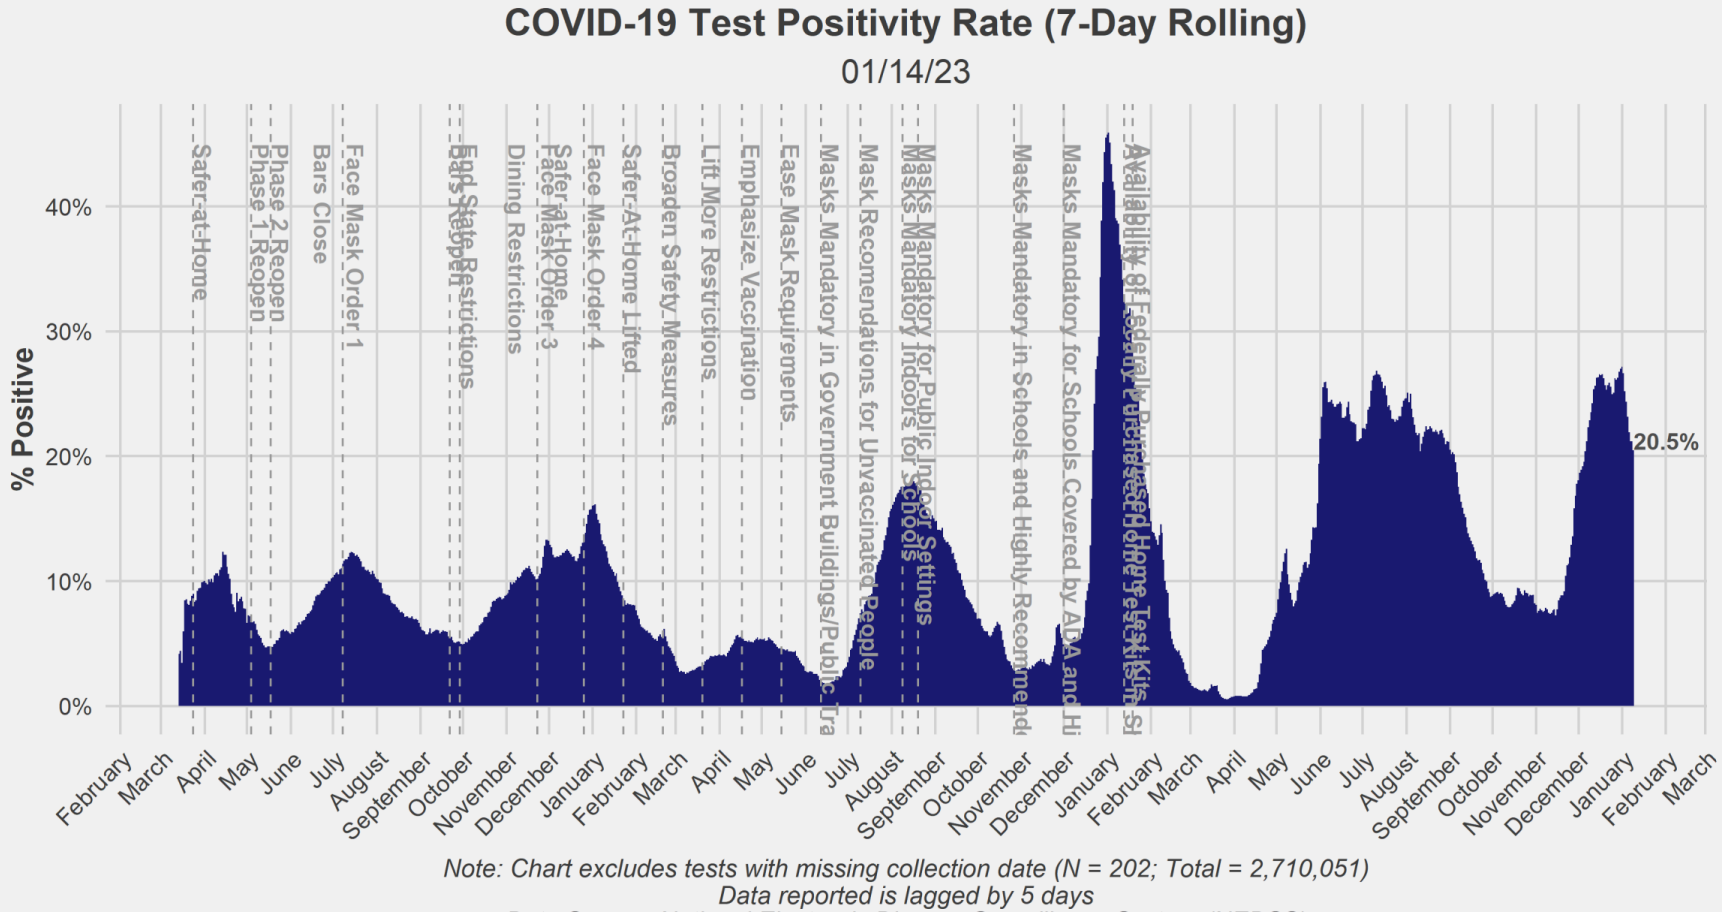 COVID-19 Test Positivity Rate (7-Day Rolling)
01/14/23
% Positive
40%
30%
20%
10%
0%
Safer-at-Home
Phase 1 Reopen
Phase 2 Reopen
Bars Close
Face Mask Order 1
Bars Reopen
End State Restrictions
Dining Restrictions
Face Mask Order 3
Safer-at-Home
Face Mask Order 4
Safer-At-Home Lifted
Broaden Safety Measures
Lift More Restrictions
Emphasize Vaccination
Ease Mask Requirements
Masks Mandatory in Government Buildings/Public Tra
Mask Recomendations for Unvaccinated People
Masks Mandatory Indoors for Schools
Masks Mandatory for Public Indoor Settings
Masks Mandatory in Schools and Highly Recommend
Masks Mandatory for Schools Covered by ADA and Hi
Availability of Federally Purchased Home Test Kits
20.5%
February
March
April
May
June
July
August
September
October
November
December
January
February
March
April
May
June
July
August
September
October
November
December
January
February
March
April
May
June
July
August
September
October
November
December
January
February
March
Note: Chart excludes tests with missing collection date (N = 202; Total = 2,710,051)
Data reported is lagged by 5 days